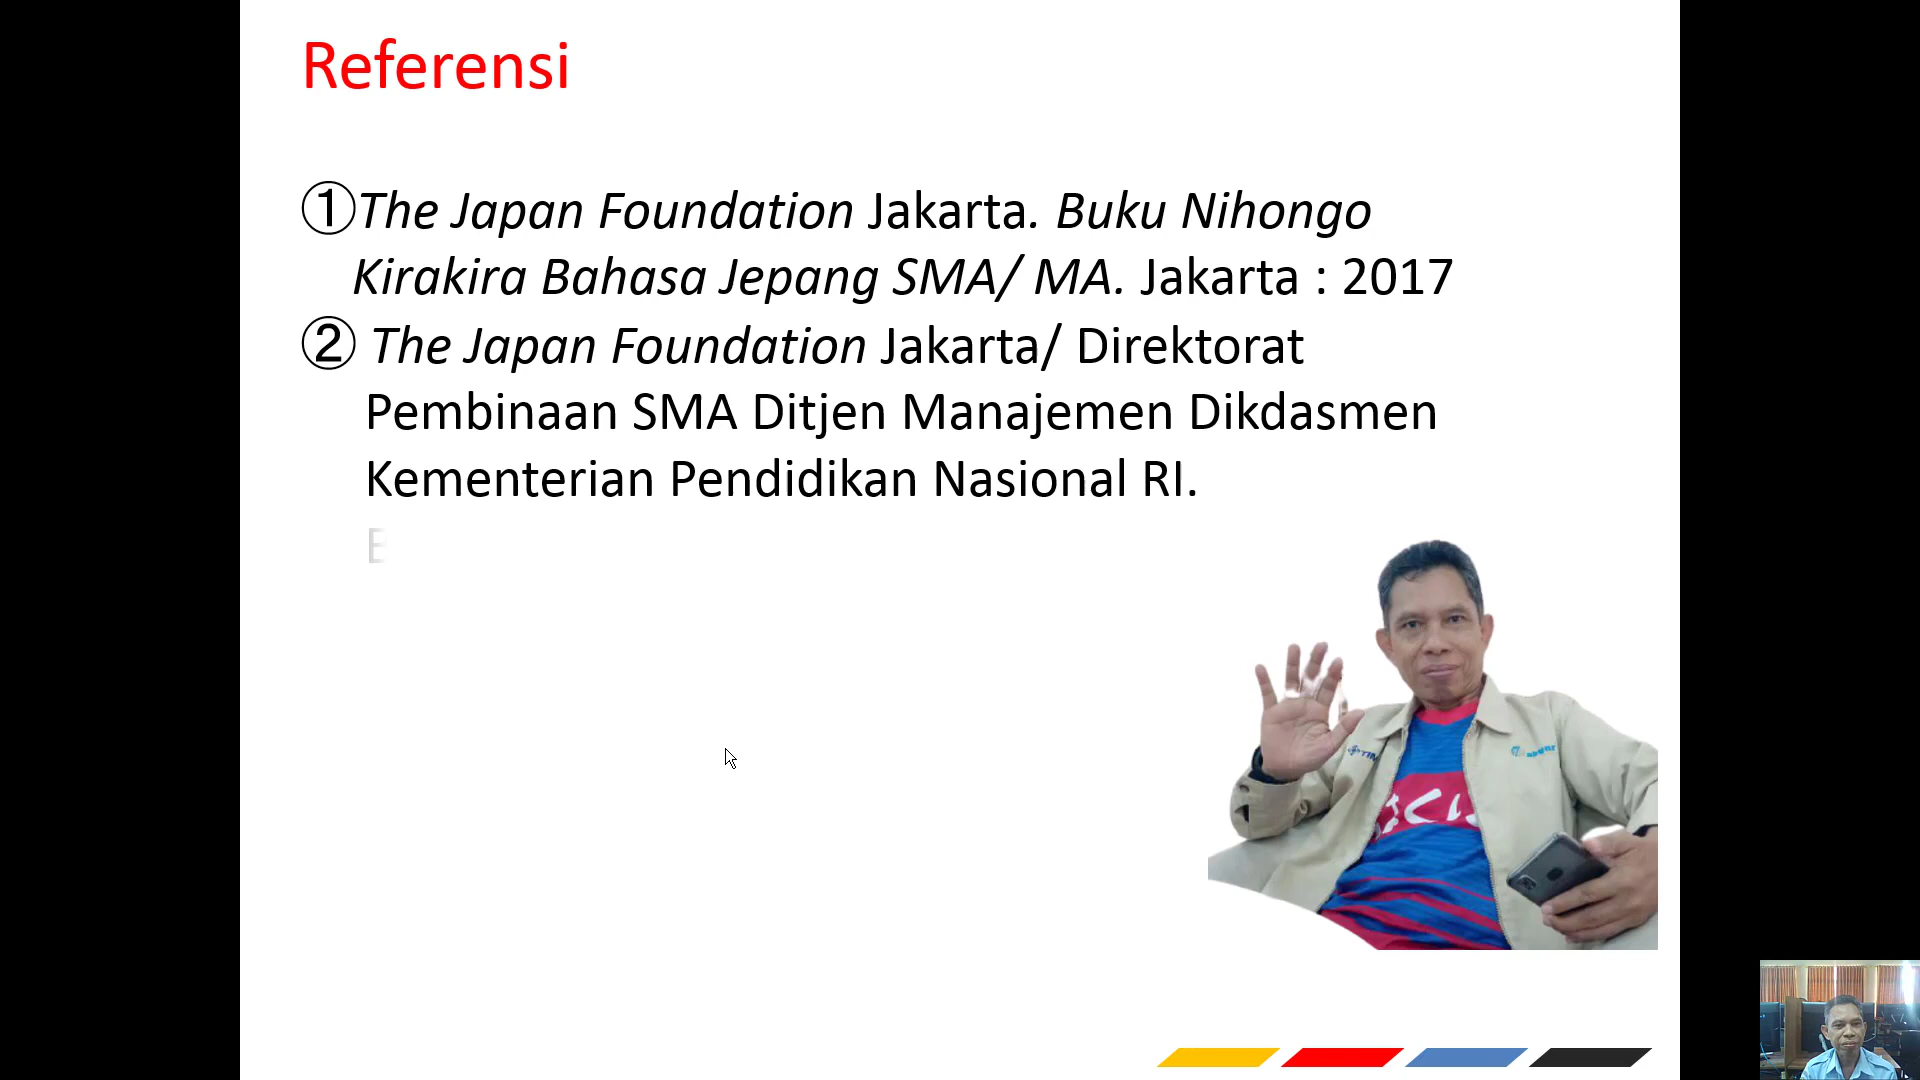 Referensi
①The Japan Foundation Jakarta. Buku Nihongo
Kirakira Bahasa Jepang SMA/ MA. Jakarta : 2017
② The Japan Foundation Jakarta/ Direktorat
Pembinaan SMA Ditjen Manajemen Dikdasmen
Kementerian Pendidikan Nasional RI.